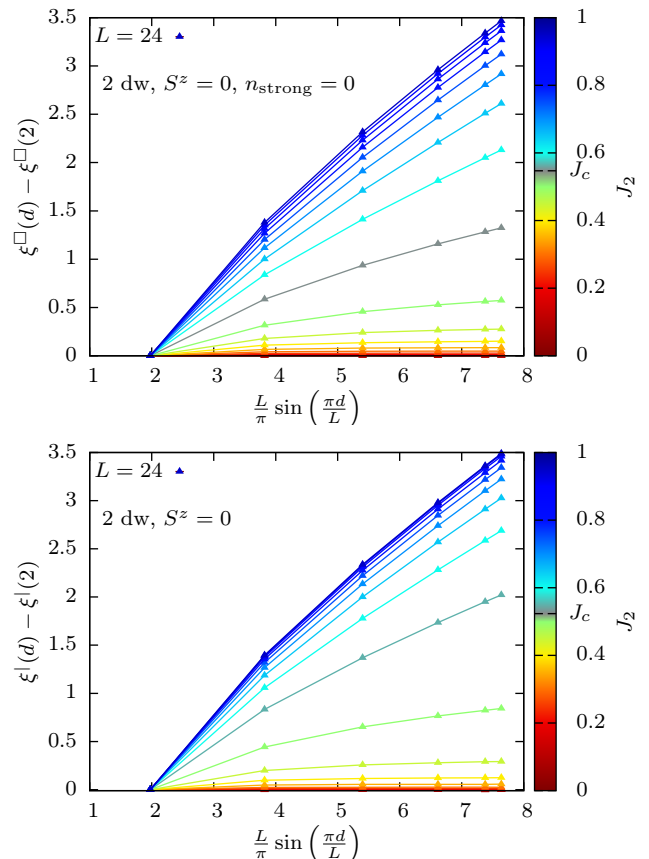 3.5
3
2.5
2
1.5
1
0.5
0
ξ□(d) − ξ□(2)
L = 24
2 dw, Sᶻ = 0, n_strong = 0
1 2 3 4 5 6 7 8
L/π sin (πd/L)
1
0.8
0.6
J_c
0.4
0.2
0
J₂
3.5
3
2.5
2
1.5
1
0.5
0
ξ|(d) − ξ|(2)
L = 24
2 dw, Sᶻ = 0
1 2 3 4 5 6 7 8
L/π sin (πd/L)
1
0.8
0.6
J_c
0.4
0.2
0
J₂